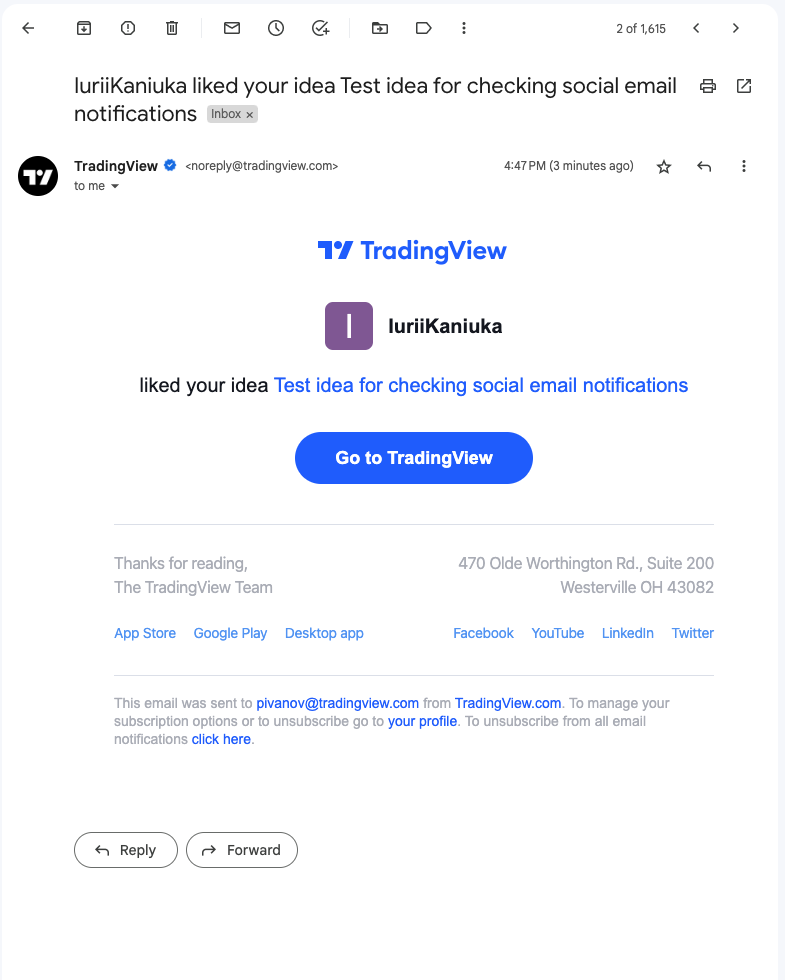 2 of 1,615
IuriiKaniuka liked your idea Test idea for checking social email
notifications Inbox ×
TradingView <noreply@tradingview.com> 4:47 PM (3 minutes ago)
to me
TradingView
I IuriiKaniuka
liked your idea Test idea for checking social email notifications
Go to TradingView
Thanks for reading,
The TradingView Team
470 Olde Worthington Rd., Suite 200
Westerville OH 43082
App Store Google Play Desktop app
Facebook YouTube LinkedIn Twitter
This email was sent to pivanov@tradingview.com from TradingView.com. To manage your
subscription options or to unsubscribe go to your profile. To unsubscribe from all email
notifications click here.
Reply Forward